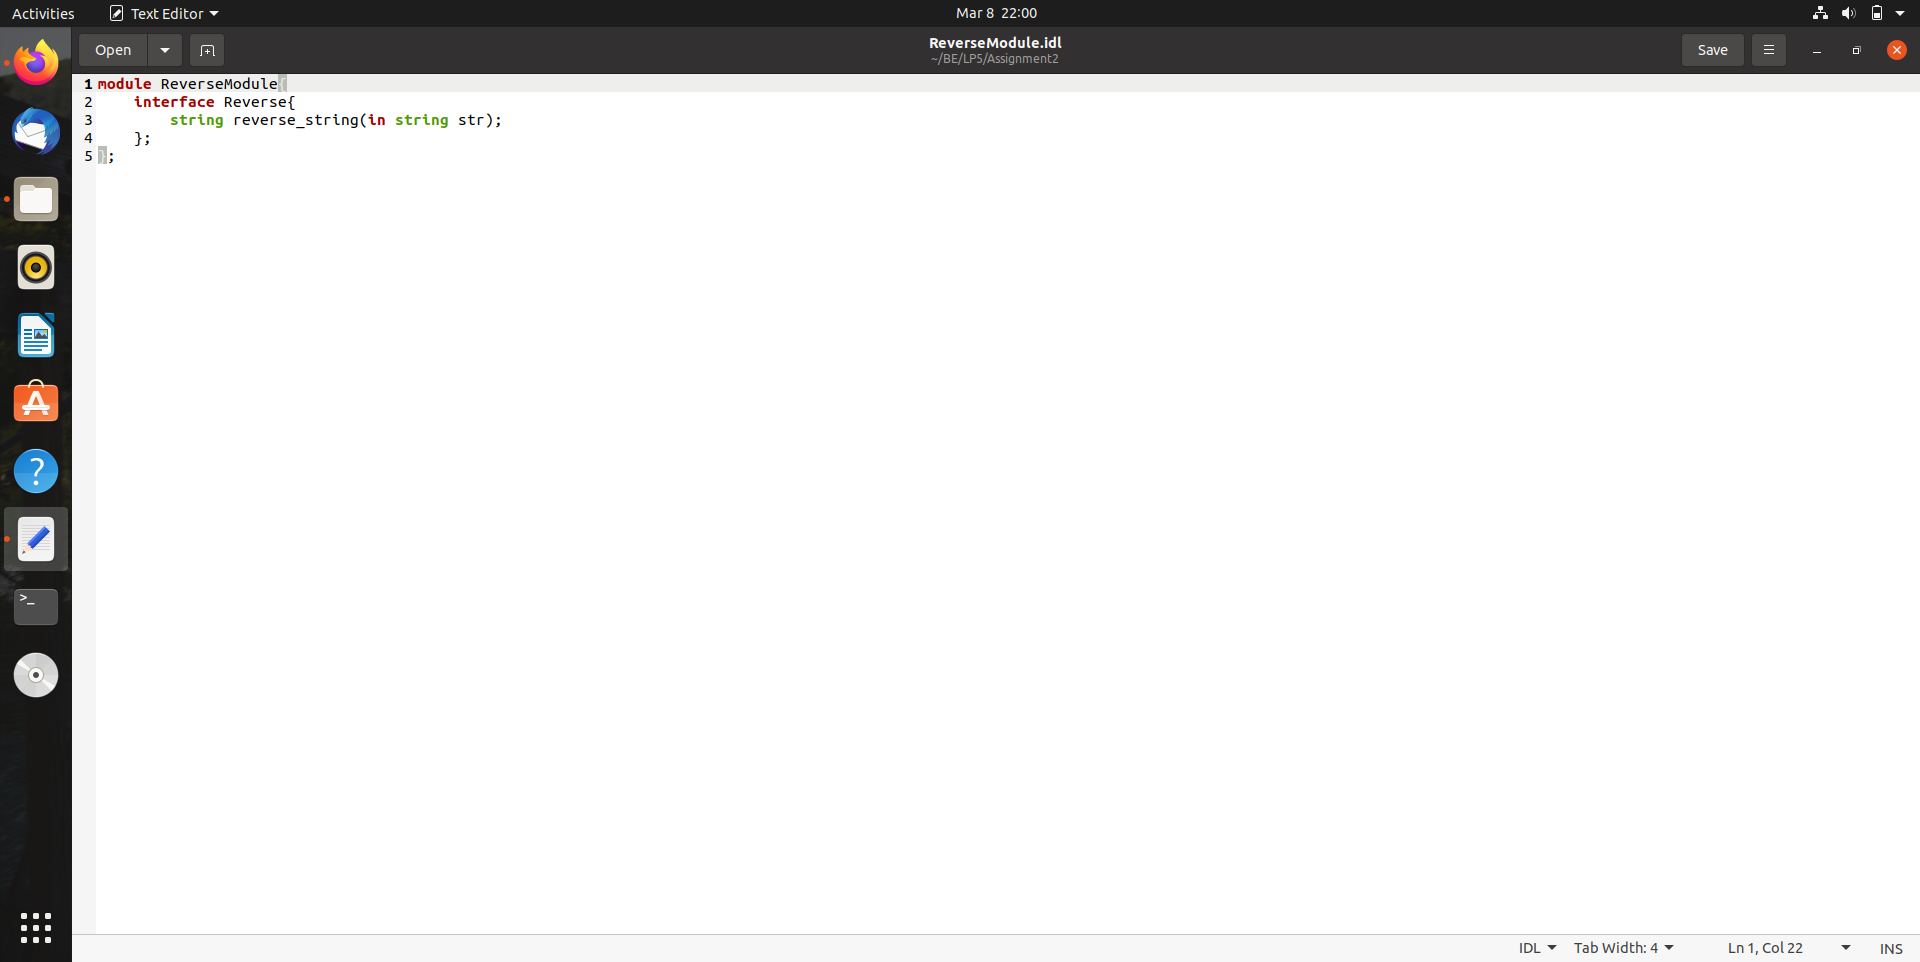 Activities Text Editor Mar 8 22:00
Open ReverseModule.idl Save
~/BE/LP5/Assignment2
1 module ReverseModule{
2     interface Reverse{
3         string reverse_string(in string str);
4     };
5 };
IDL Tab Width: 4 Ln 1, Col 22 INS